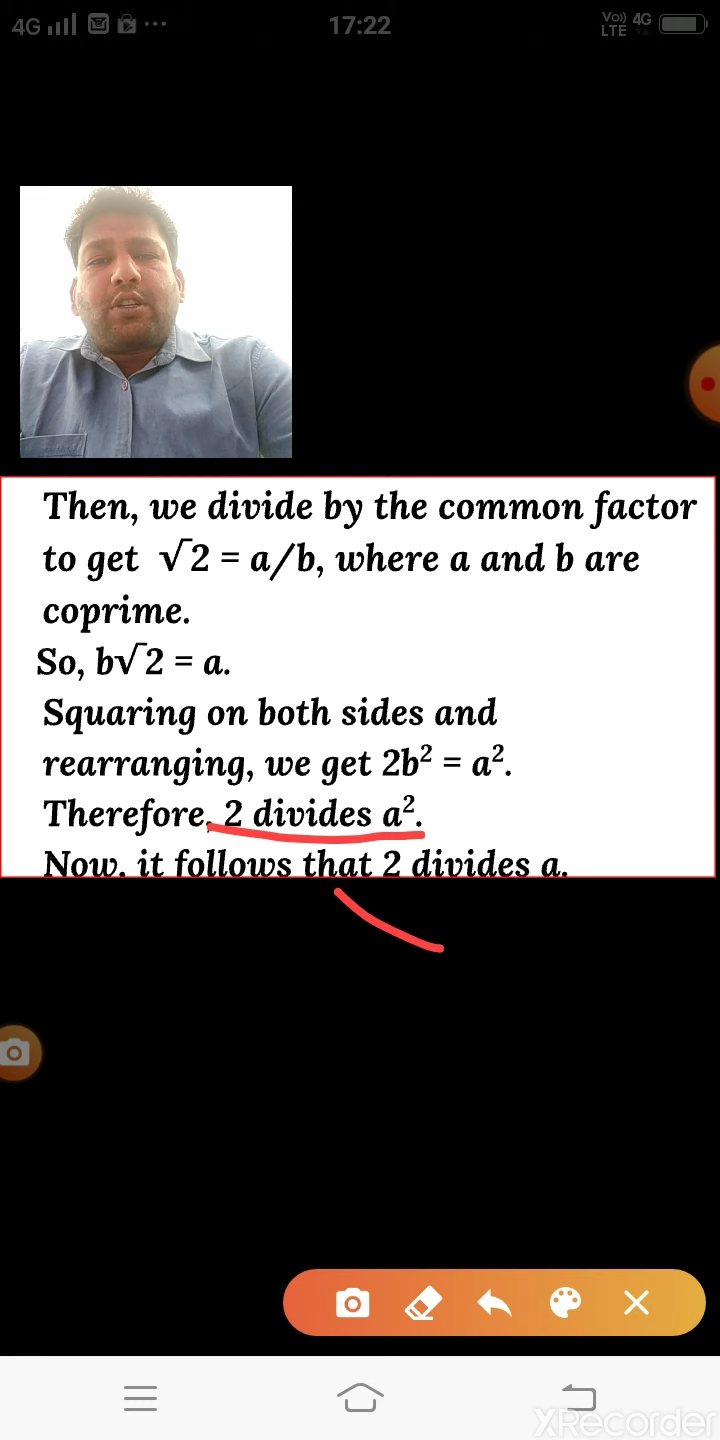 4G 17:22 Vo)) LTE 4G
Then, we divide by the common factor
to get √2 = a/b, where a and b are
coprime.
So, b√2 = a.
Squaring on both sides and
rearranging, we get 2b² = a².
Therefore, 2 divides a².
Now, it follows that 2 divides a.
XRecorder